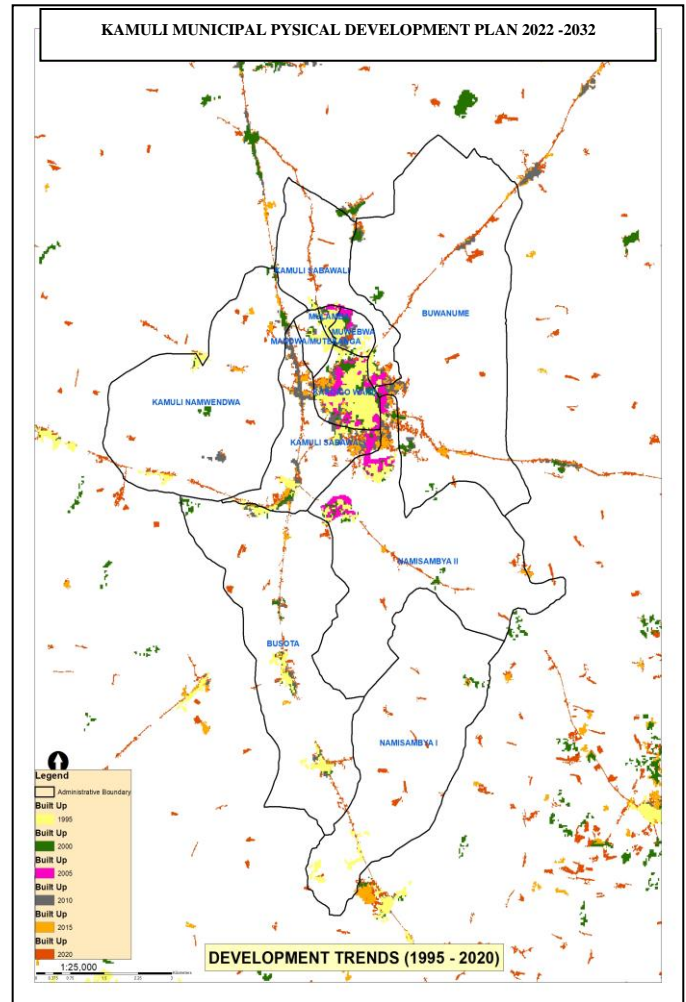 KAMULI MUNICIPAL PYSICAL DEVELOPMENT PLAN 2022 -2032
KAMULI SABAWALI
BUWANUME
MUWEBWA
KAMULI NAMWENDWA
KAMULI SABAWALI
NAMISAMBYA II
BUSOTA
NAMISAMBYA I
Legend
Administrative Boundary
Built Up
1995
Built Up
2000
Built Up
2005
Built Up
2010
Built Up
2015
Built Up
2020
1:25,000
DEVELOPMENT TRENDS (1995 - 2020)